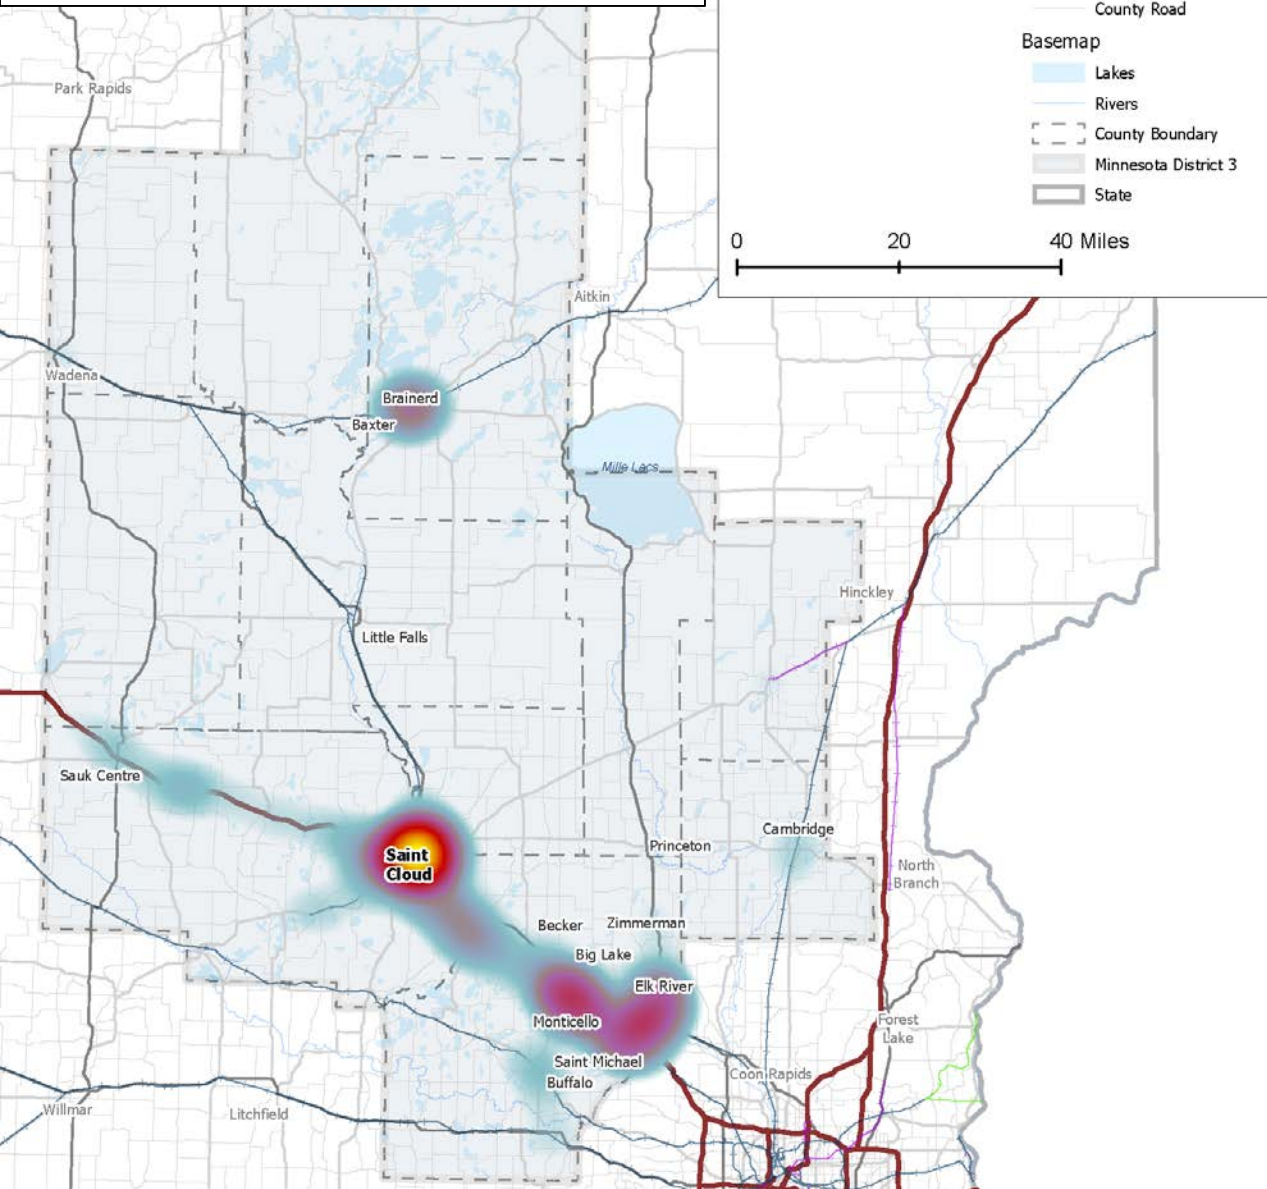 County Road
Basemap
Lakes
Rivers
County Boundary
Minnesota District 3
State
0 20 40 Miles
Park Rapids
Aitkin
Wadena
Brainerd
Baxter
Mille Lacs
Hinckley
Little Falls
Sauk Centre
Cambridge
Princeton
Saint
Cloud
North
Branch
Becker
Zimmerman
Big Lake
Elk River
Monticello
Forest
Lake
Saint Michael
Coon Rapids
Buffalo
Willmar
Litchfield